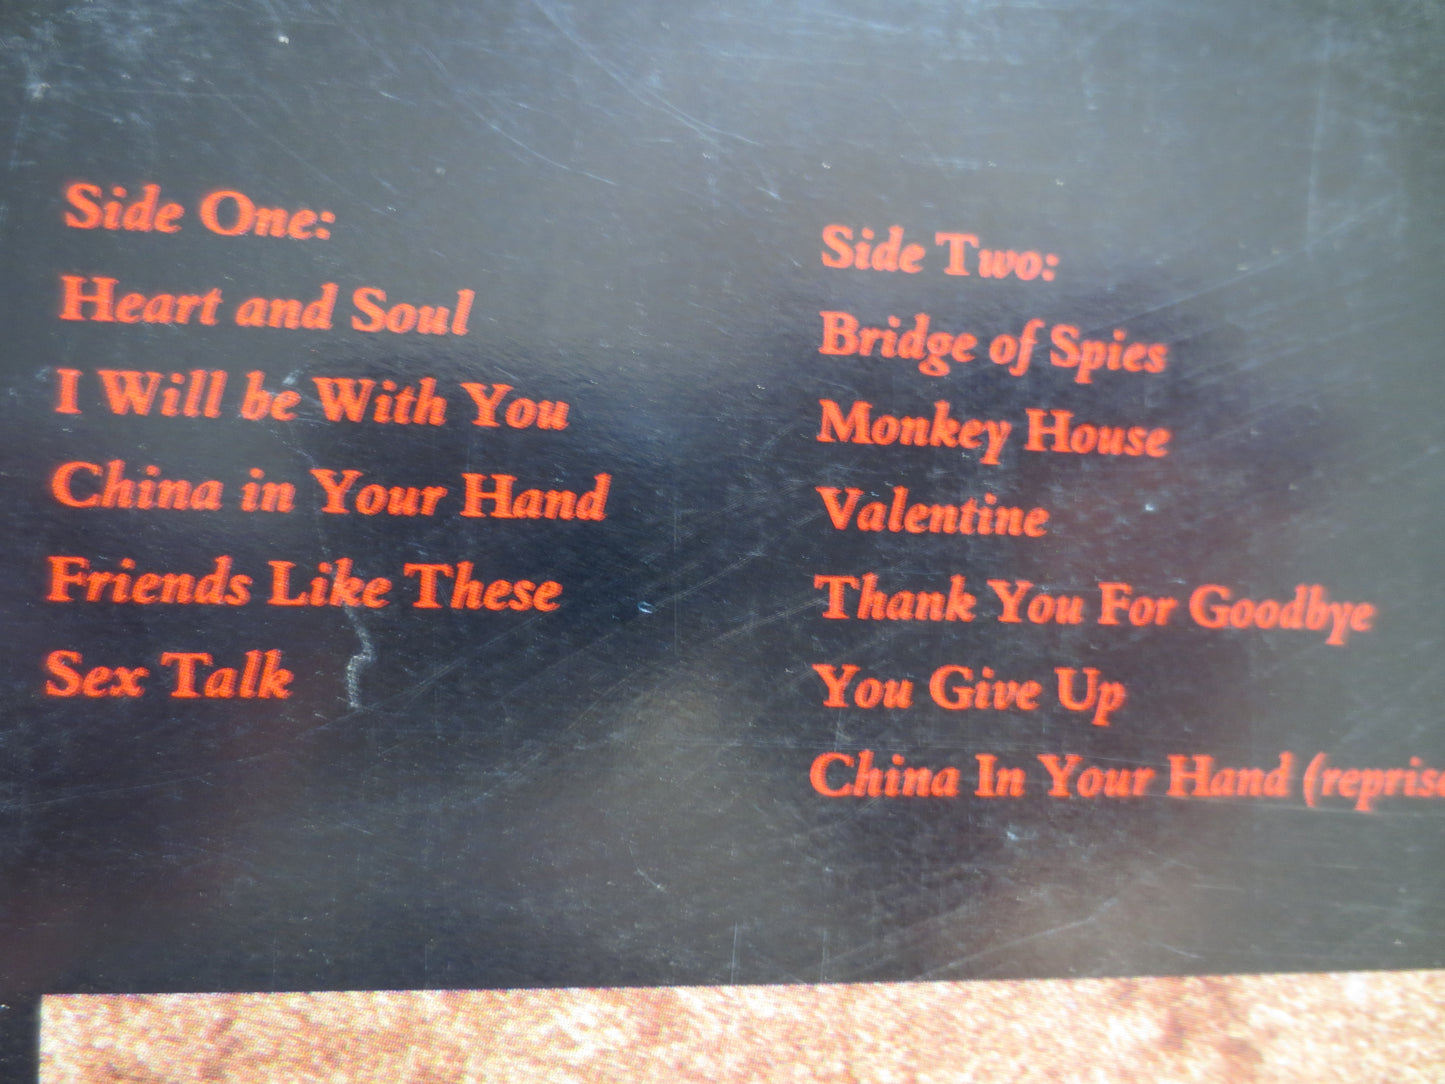 Side One:
Heart and Soul
I Will be With You
China in Your Hand
Friends Like These
Sex Talk
Side Two:
Bridge of Spies
Monkey House
Valentine
Thank You For Goodbye
You Give Up
China In Your Hand (repris